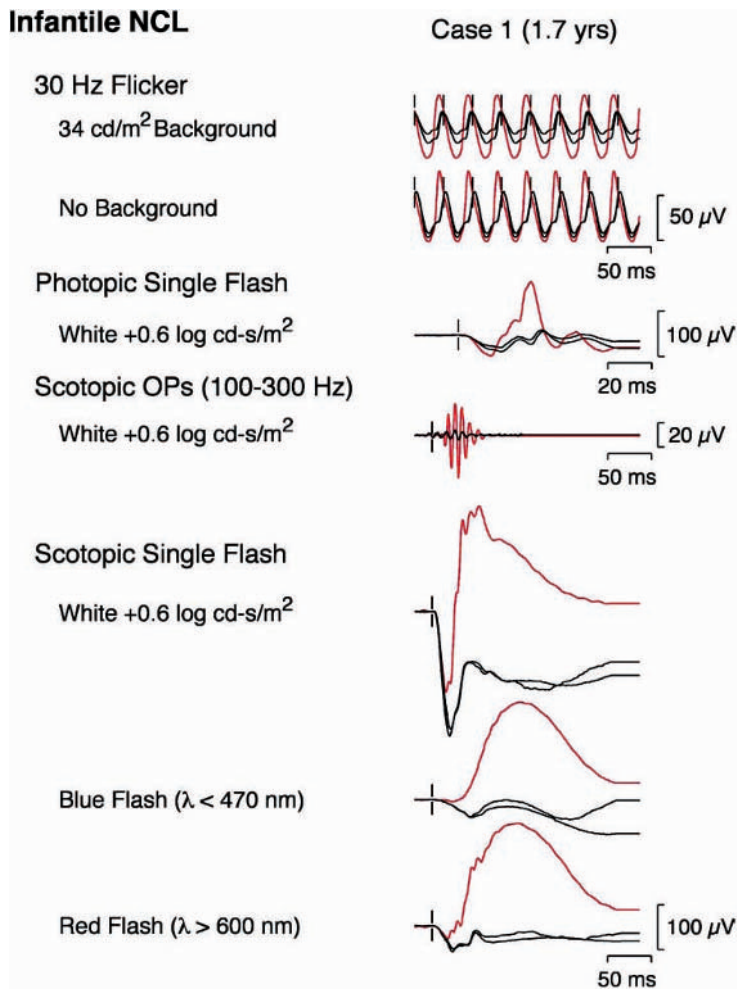 Infantile NCL
Case 1 (1.7 yrs)
30 Hz Flicker
34 cd/m² Background
No Background
50 µV
50 ms
Photopic Single Flash
White +0.6 log cd-s/m²
100 µV
20 ms
Scotopic OPs (100-300 Hz)
White +0.6 log cd-s/m²
20 µV
50 ms
Scotopic Single Flash
White +0.6 log cd-s/m²
Blue Flash (λ < 470 nm)
Red Flash (λ > 600 nm)
100 µV
50 ms